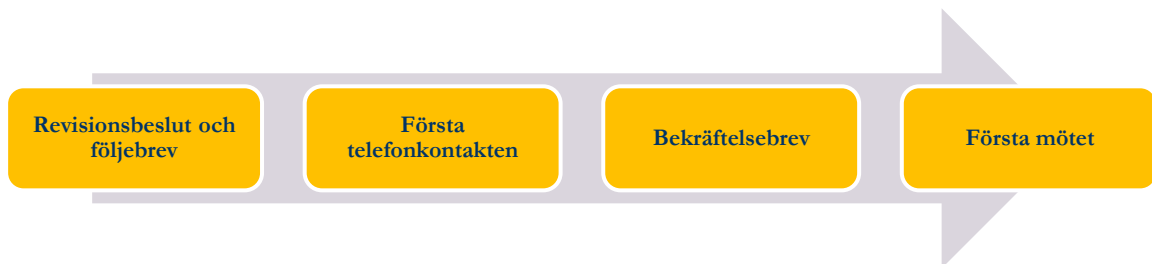 Revisionsbeslut och
följebrev
Första
telefonkontakten
Bekräftelsebrev
Första mötet